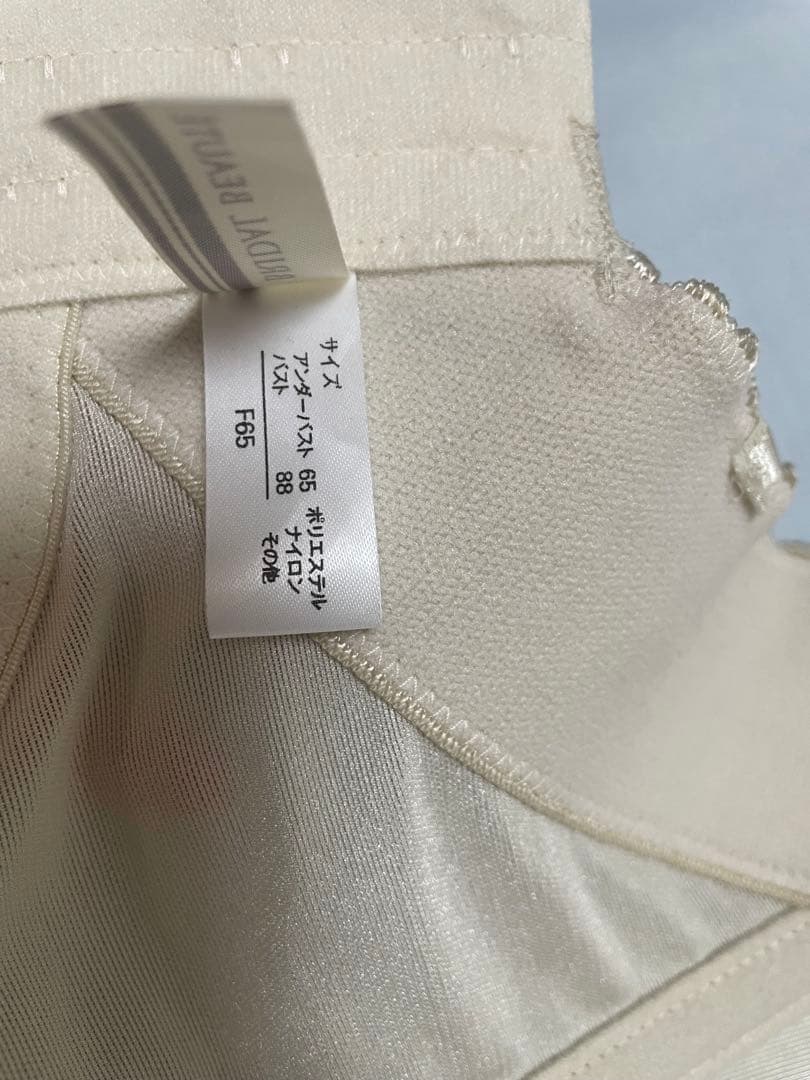 BRIDAL BEAUTE
サイズ
アンダーバスト 65
バスト 88
F65
ポリエステル
ナイロン
その他